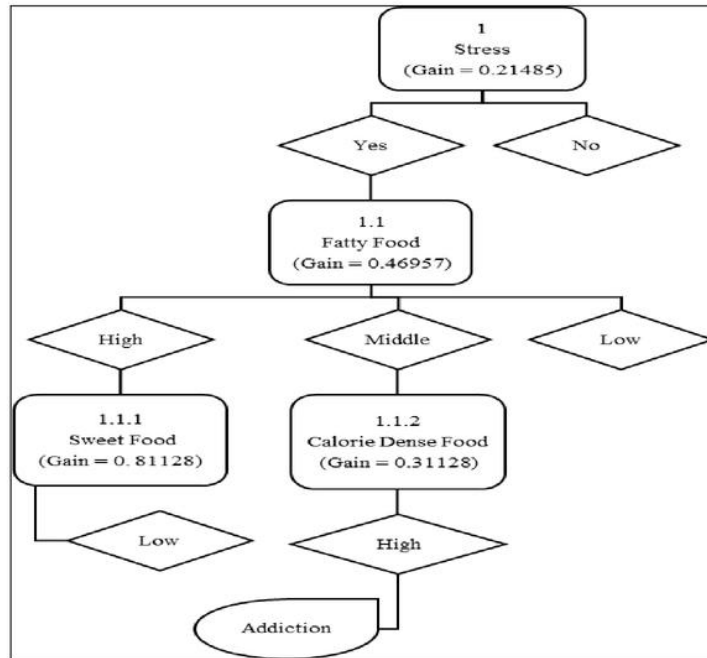 1
Stress
(Gain = 0.21485)
Yes
No
1.1
Fatty Food
(Gain = 0.46957)
High
Middle
Low
1.1.1
Sweet Food
(Gain = 0. 81128)
1.1.2
Calorie Dense Food
(Gain = 0.31128)
Low
High
Addiction